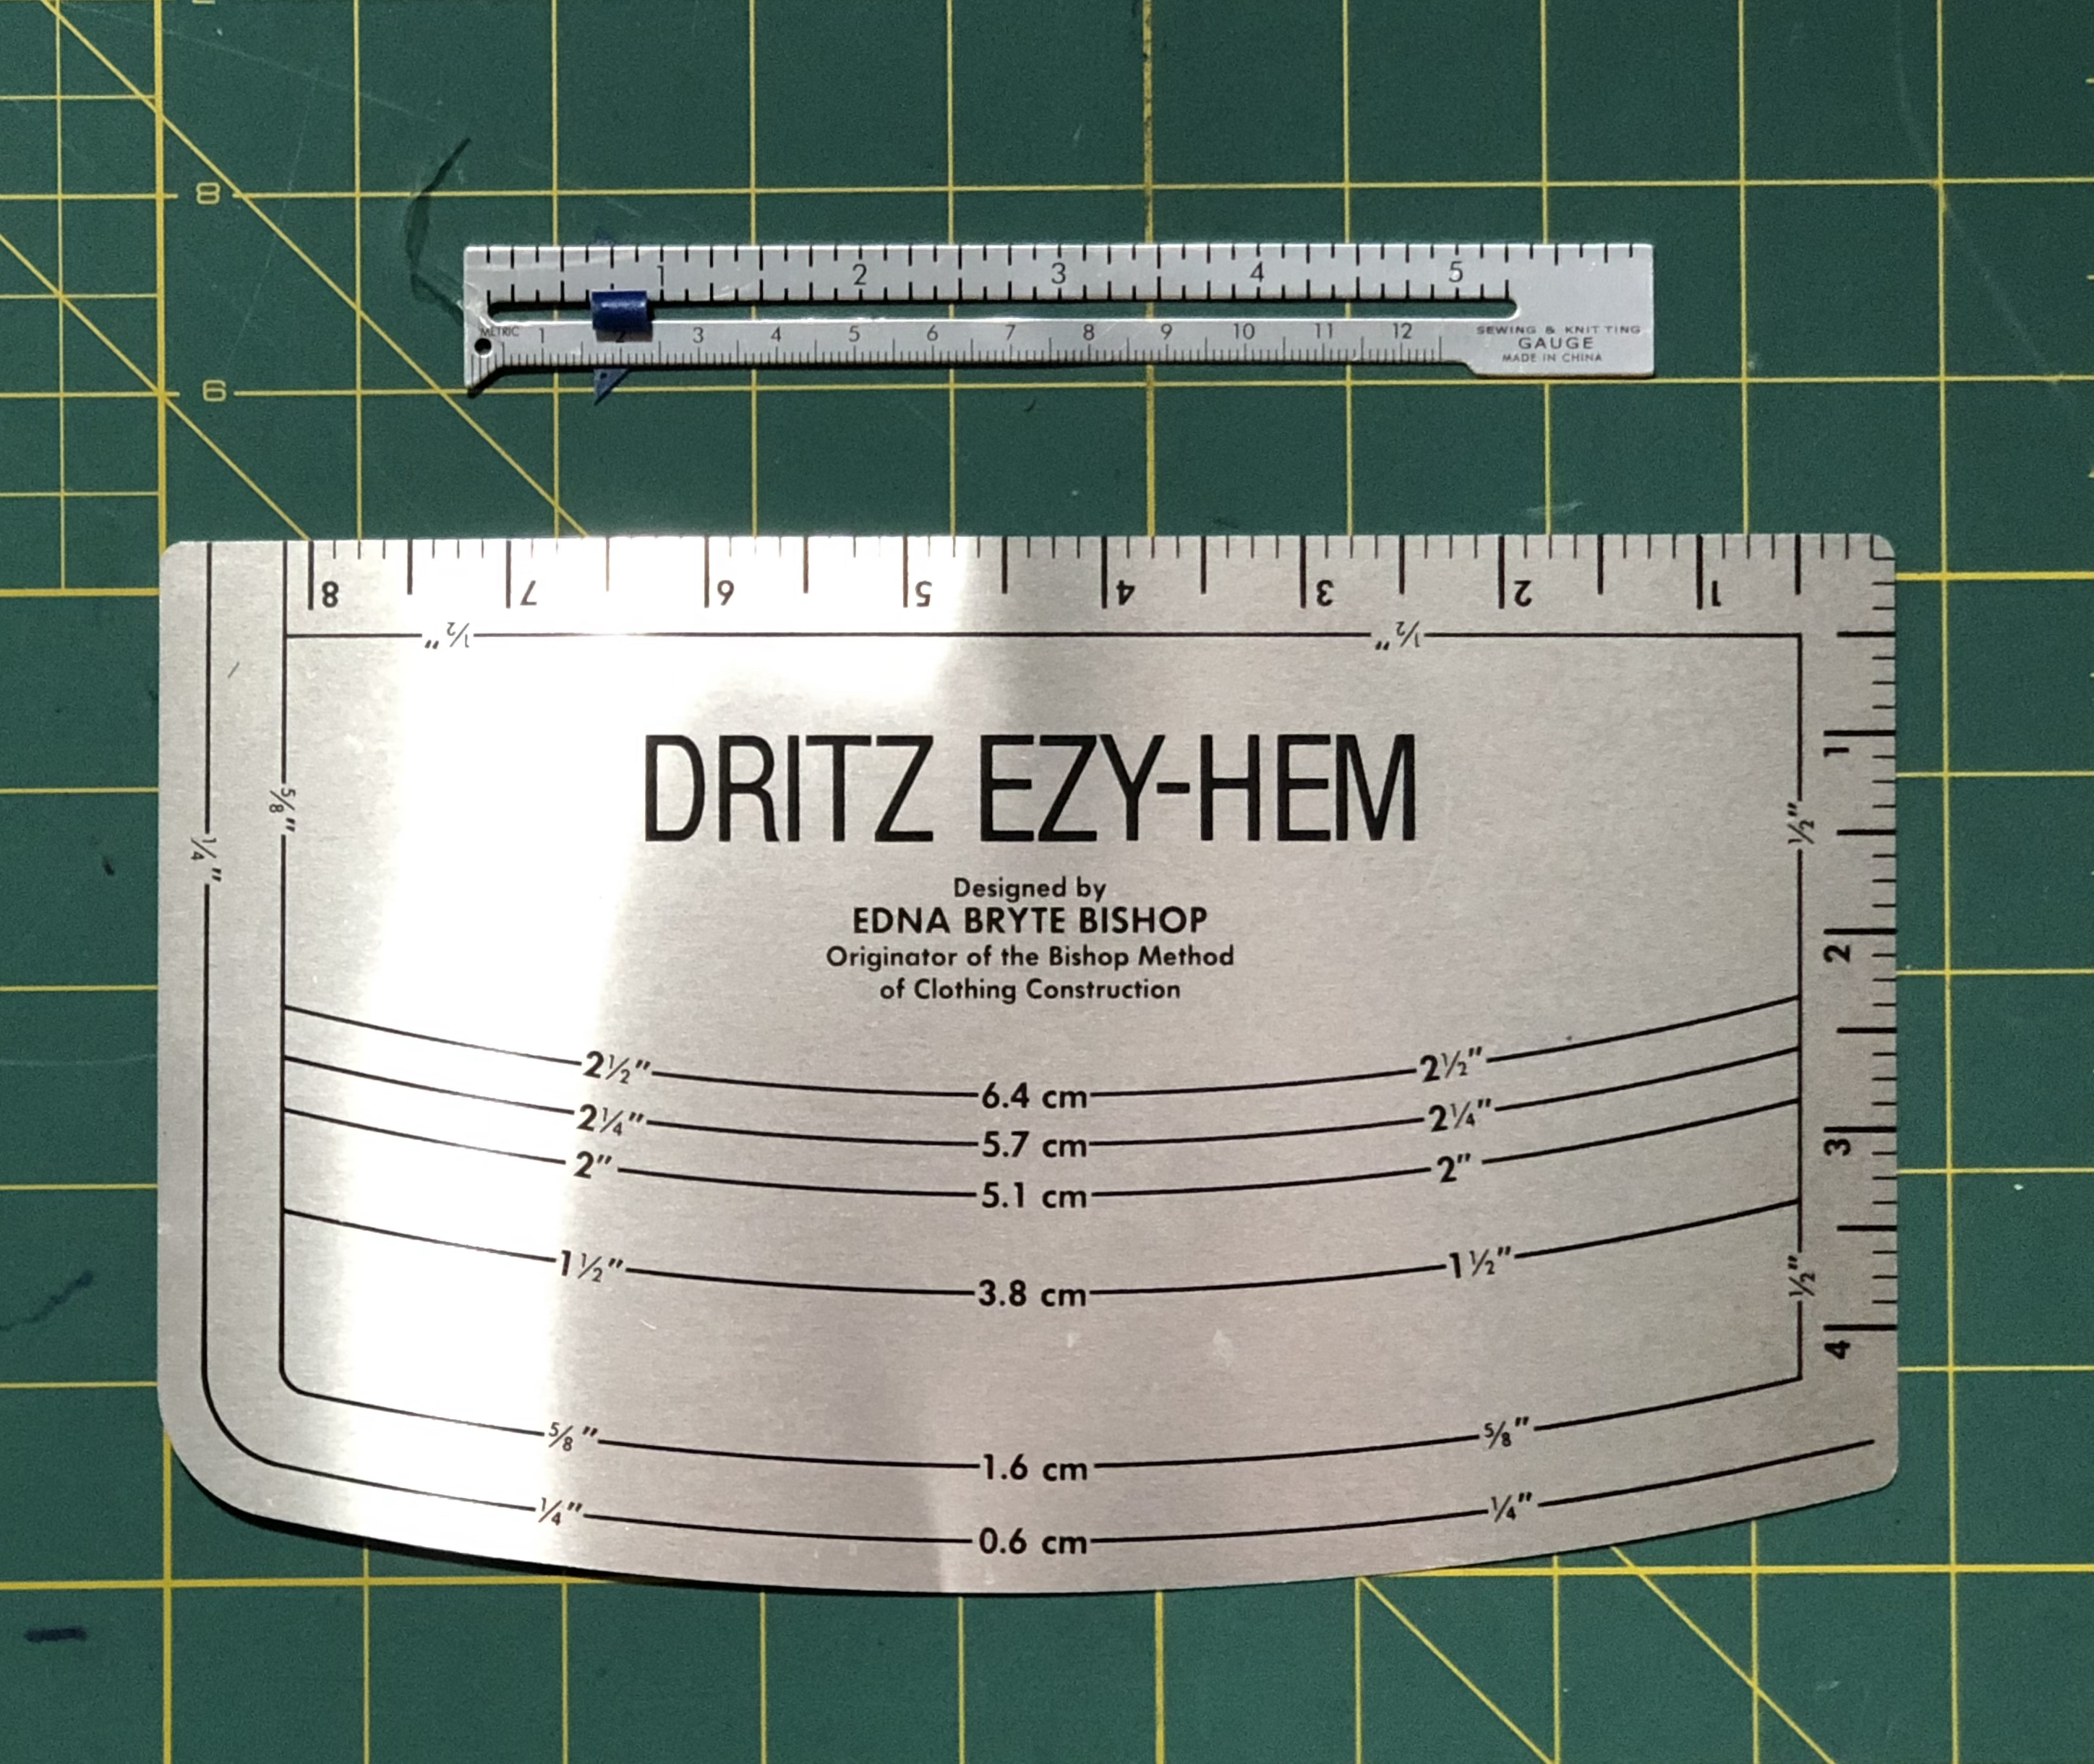 8
1 2 3 4 5
METRIC 1 2 3 4 5 6 7 8 9 10 11 12
SEWING & KNITTING
GAUGE
MADE IN CHINA
6
8 7 6 5 4 3 2 1
½" ½"
DRITZ EZY-HEM
⅝"
½"
¼"
Designed by
EDNA BRYTE BISHOP
Originator of the Bishop Method
of Clothing Construction
1
2
3
4
2½" 6.4 cm 2½"
2¼" 5.7 cm 2¼"
2" 5.1 cm 2"
1½" 3.8 cm 1½"
½"
⅝" 1.6 cm ⅝"
¼" 0.6 cm ¼"